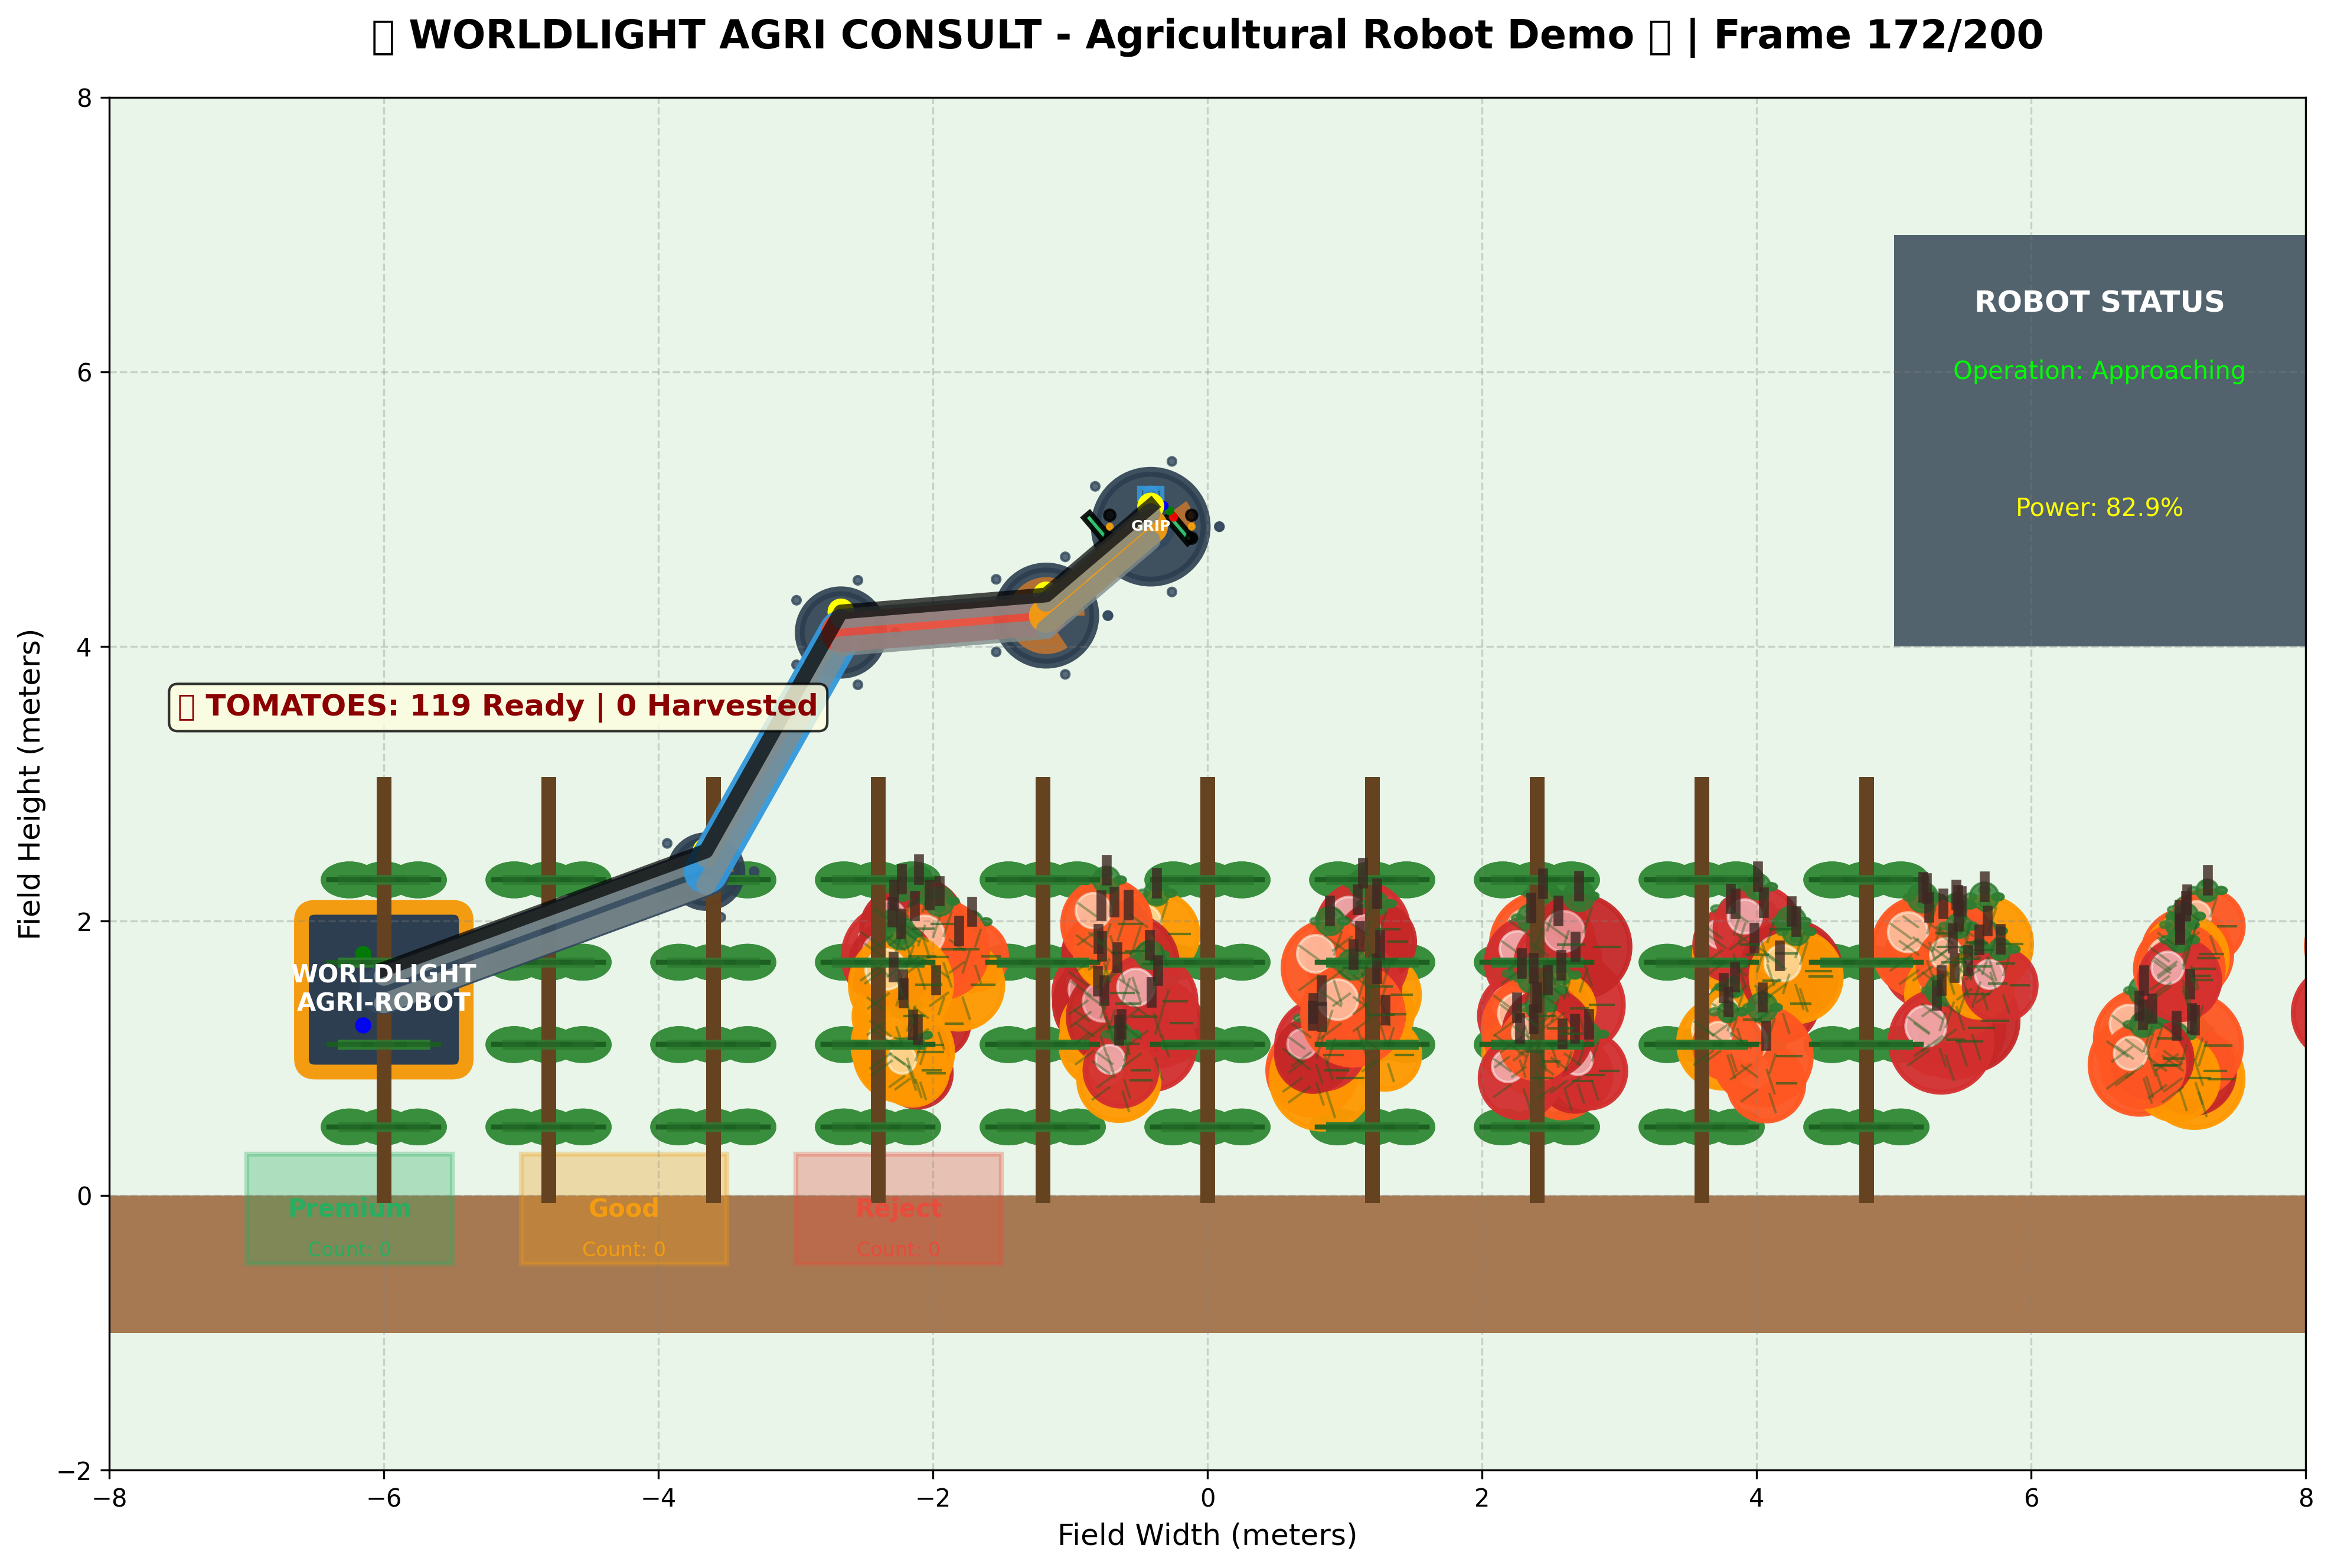 ▯ WORLDLIGHT AGRI CONSULT - Agricultural Robot Demo ▯ | Frame 172/200
8
6
4
2
0
−2
Field Height (meters)
ROBOT STATUS
Operation: Approaching
Power: 82.9%
GRIP
▯ TOMATOES: 119 Ready | 0 Harvested
WORLDLIGHT
AGRI-ROBOT
Premium
Count: 0
Good
Count: 0
Reject
Count: 0
−8 −6 −4 −2 0 2 4 6 8
Field Width (meters)